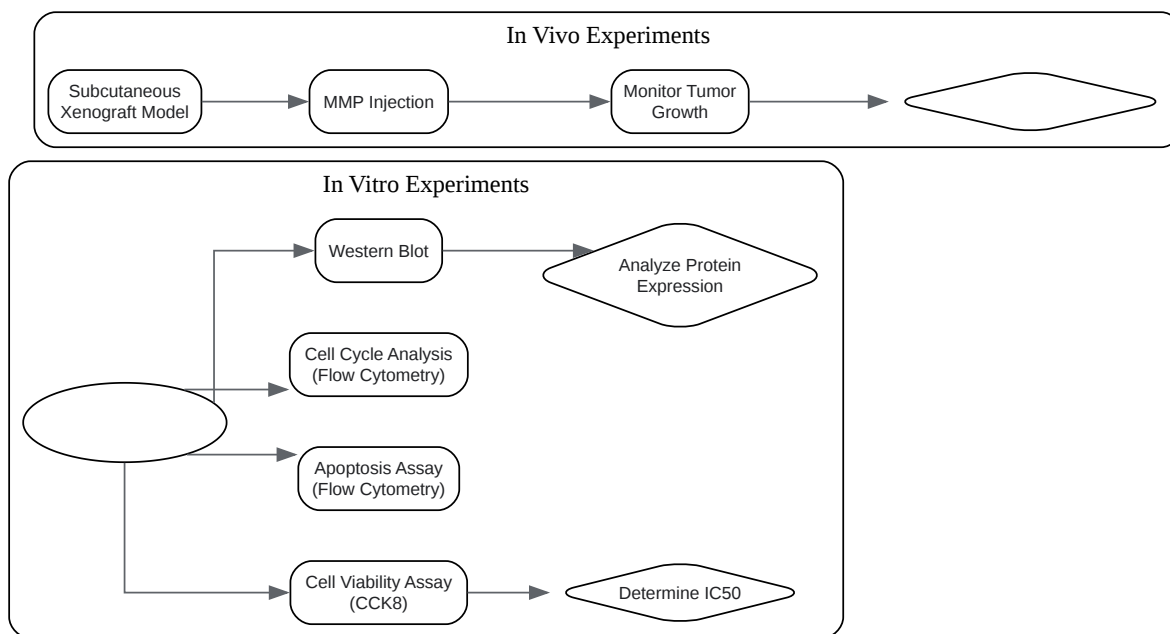 In Vivo Experiments
Subcutaneous
Xenograft Model
MMP Injection
Monitor Tumor
Growth
In Vitro Experiments
Western Blot
Analyze Protein
Expression
Cell Cycle Analysis
(Flow Cytometry)
Apoptosis Assay
(Flow Cytometry)
Cell Viability Assay
(CCK8)
Determine IC50